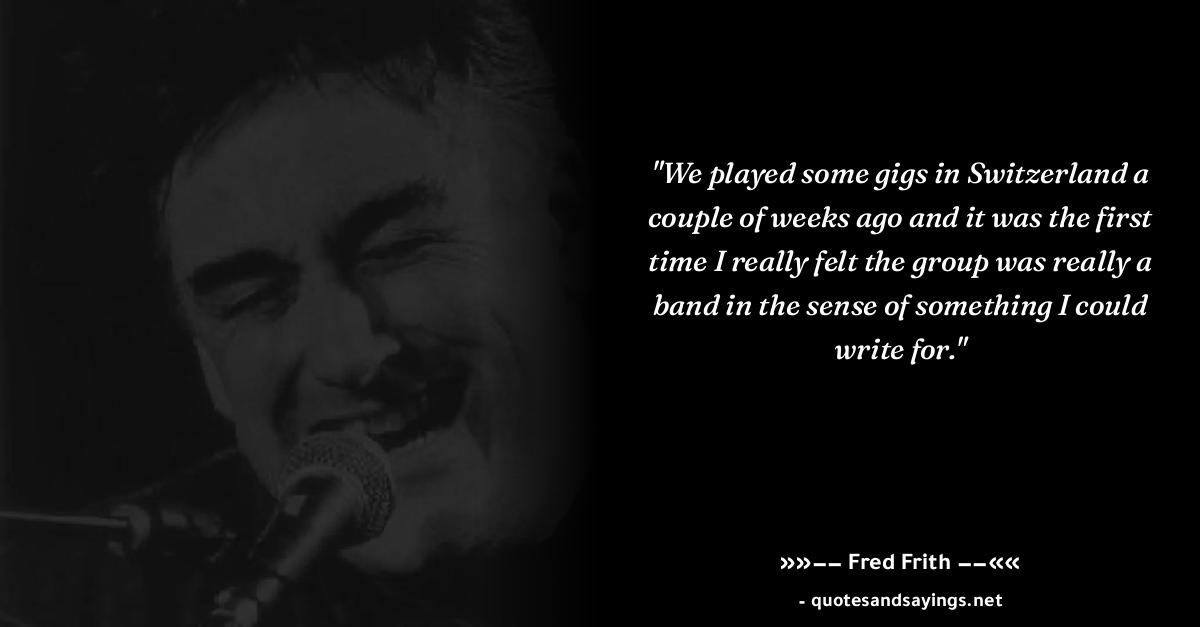 "We played some gigs in Switzerland a
couple of weeks ago and it was the first
time I really felt the group was really a
band in the sense of something I could
write for."
»»−− Fred Frith −−««
- quotesandsayings.net